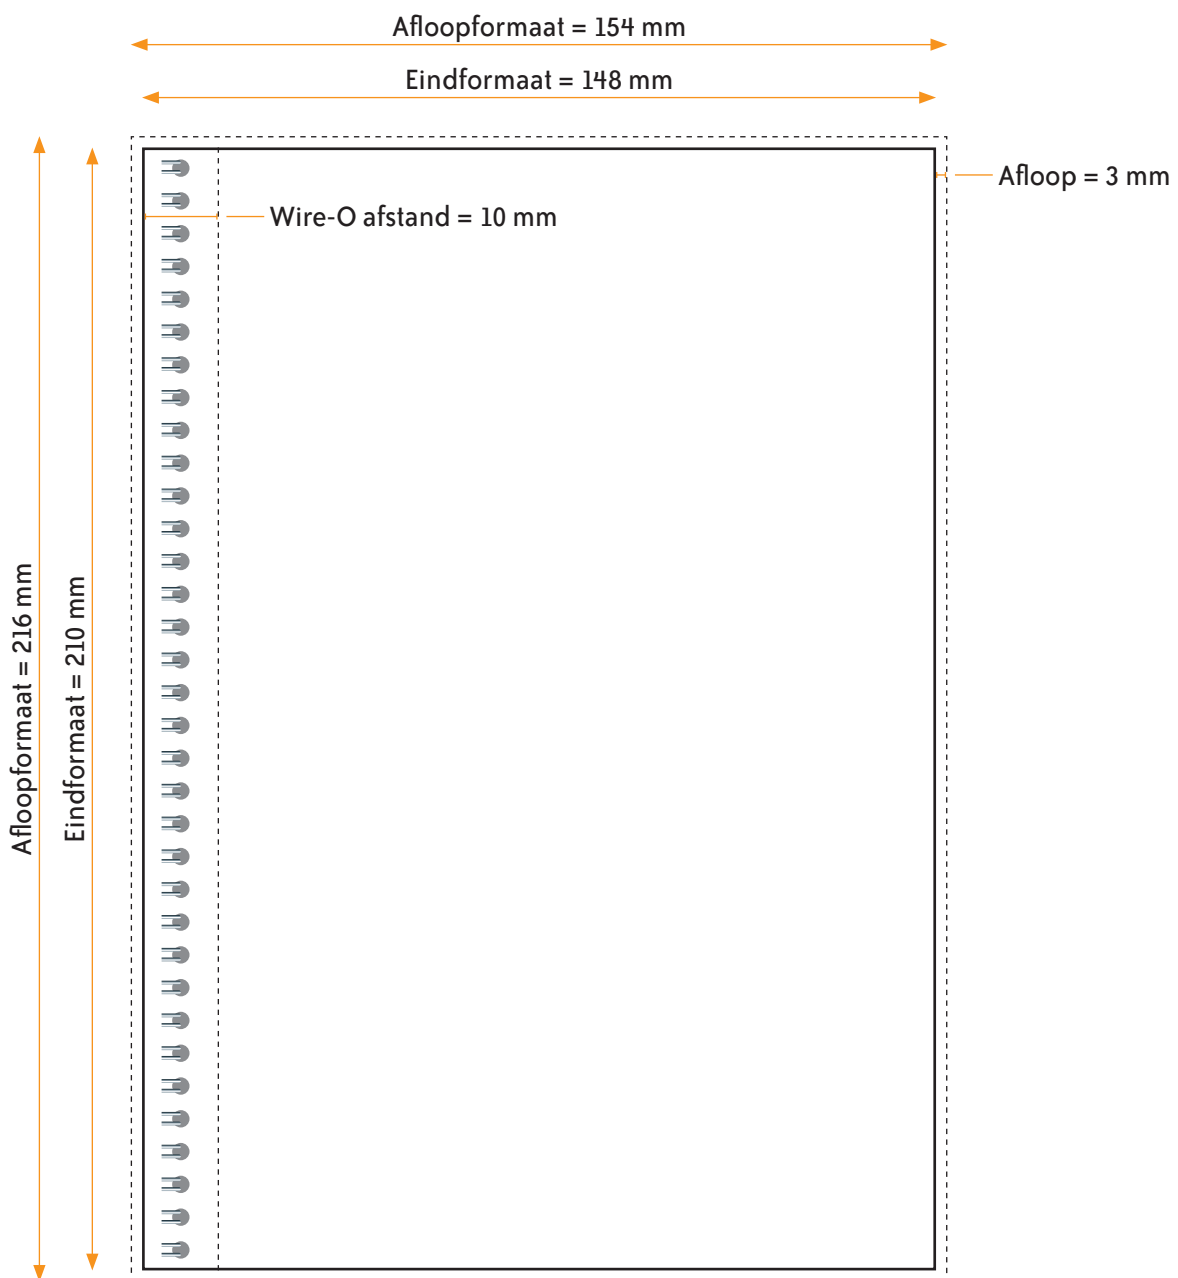 Afloopformaat = 154 mm
Eindformaat = 148 mm
Afloop = 3 mm
Wire-O afstand = 10 mm
Afloopformaat = 216 mm
Eindformaat = 210 mm